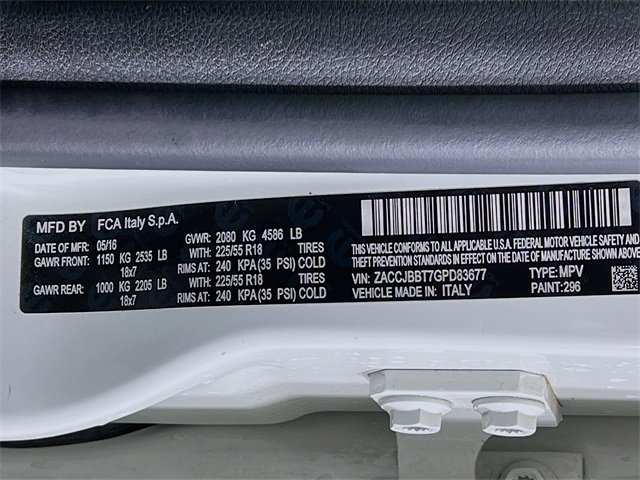 MFD BY FCA Italy S.p.A.
DATE OF MFR: 05/16 GVWR: 2080 KG 4586 LB
GAWR FRONT: 1150 KG 2535 LB WITH: 225/55 R18 TIRES
18x7 RIMS AT: 240 KPA(35 PSI) COLD
GAWR REAR: 1000 KG 2205 LB WITH: 225/55 R18 TIRES
18x7 RIMS AT: 240 KPA(35 PSI) COLD
THIS VEHICLE CONFORMS TO ALL APPLICABLE U.S.A. FEDERAL MOTOR VEHICLE SAFETY AND
THEFT PREVENTION STANDARDS IN EFFECT ON THE DATE OF MANUFACTURE SHOWN ABOVE
VIN: ZACCJBBT7GPD83677 TYPE: MPV
VEHICLE MADE IN: ITALY PAINT: 296